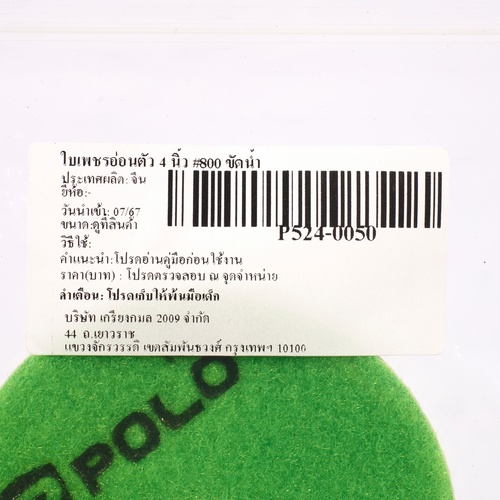 ใบเพชรอ่อนตัว 4 นิ้ว #800 ขัดน้ำ
ประเทศผลิต: จีน
ยี่ห้อ:-
วันนำเข้า: 07/67
ขนาด:ดูที่สินค้า
วิธีใช้:
P524-0050
คำแนะนำ:โปรดอ่านคู่มือก่อนใช้งาน
ราคา(บาท) : โปรดตรวจสอบ ณ จุดจำหน่าย
คำเตือน: โปรดเก็บให้พ้นมือเด็ก
บริษัท เกรียงกมล 2009 จำกัด
44 ถ.เยาวราช
แขวงจักรวรรดิ เขตสัมพันธวงศ์ กรุงเทพฯ 10100
POLO